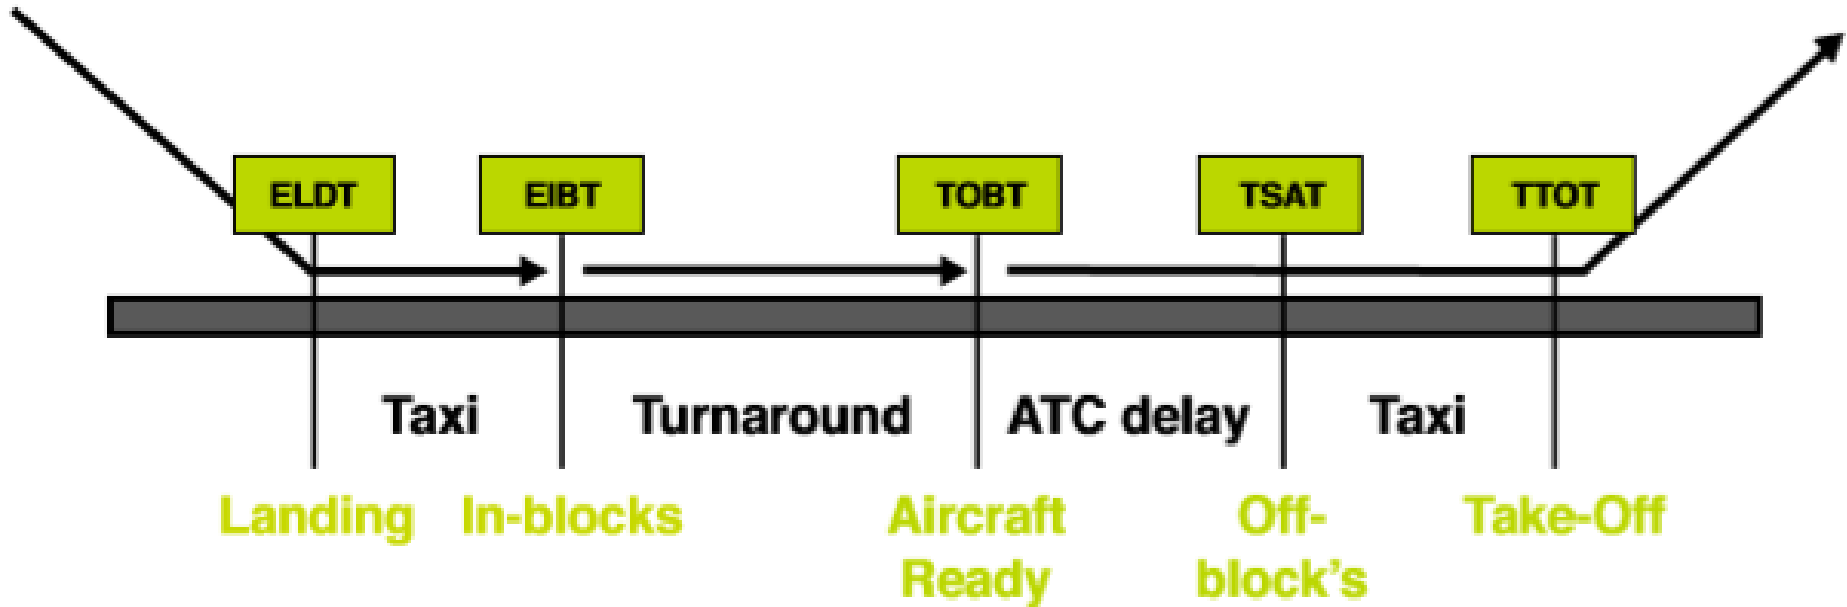 ELDT EIBT TOBT TSAT TTOT
Taxi Turnaround ATC delay Taxi
Landing In-blocks Aircraft Off- Take-Off
Ready block's